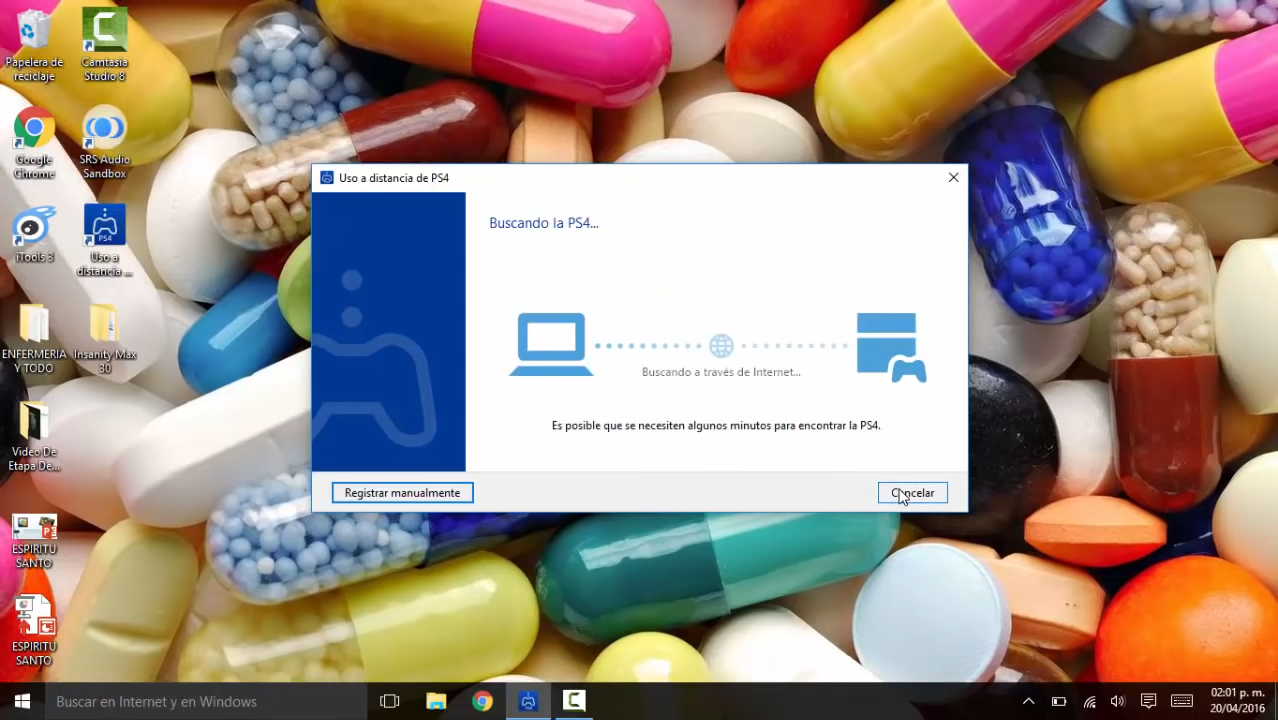 Papelera de
reciclaje
Camtasia
Studio 8
Google
Chrome
SRS Audio
Sandbox
iTools 3
PS4
Uso a
distancia ...
ENFERMERIA
Y TODO
Insanity Max
30
Video De
Etapa De...
ESPIRITU
SANTO
ESPIRITU
SANTO
Uso a distancia de PS4
Buscando la PS4...
Buscando a través de Internet...
Es posible que se necesiten algunos minutos para encontrar la PS4.
Registrar manualmente
Cancelar
Buscar en Internet y en Windows
02:01 p. m.
20/04/2016